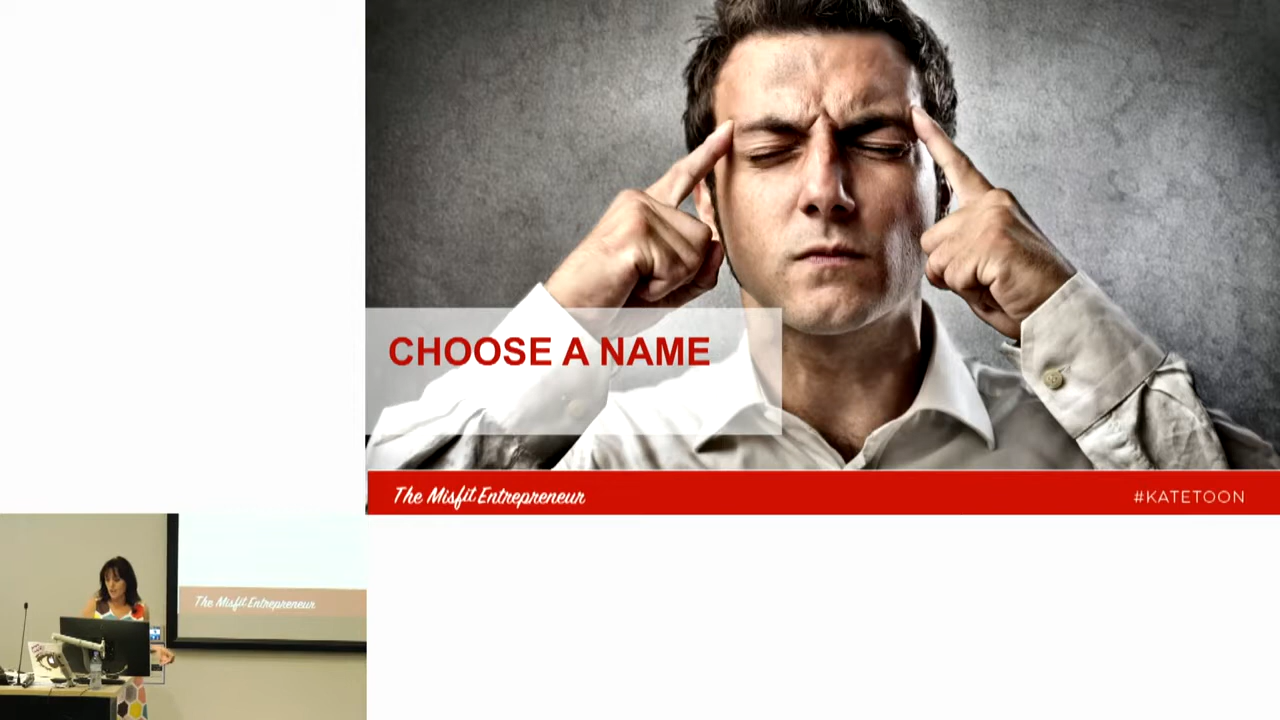 CHOOSE A NAME
The Misfit Entrepreneur
#KATETOON
The Misfit Entrepreneur